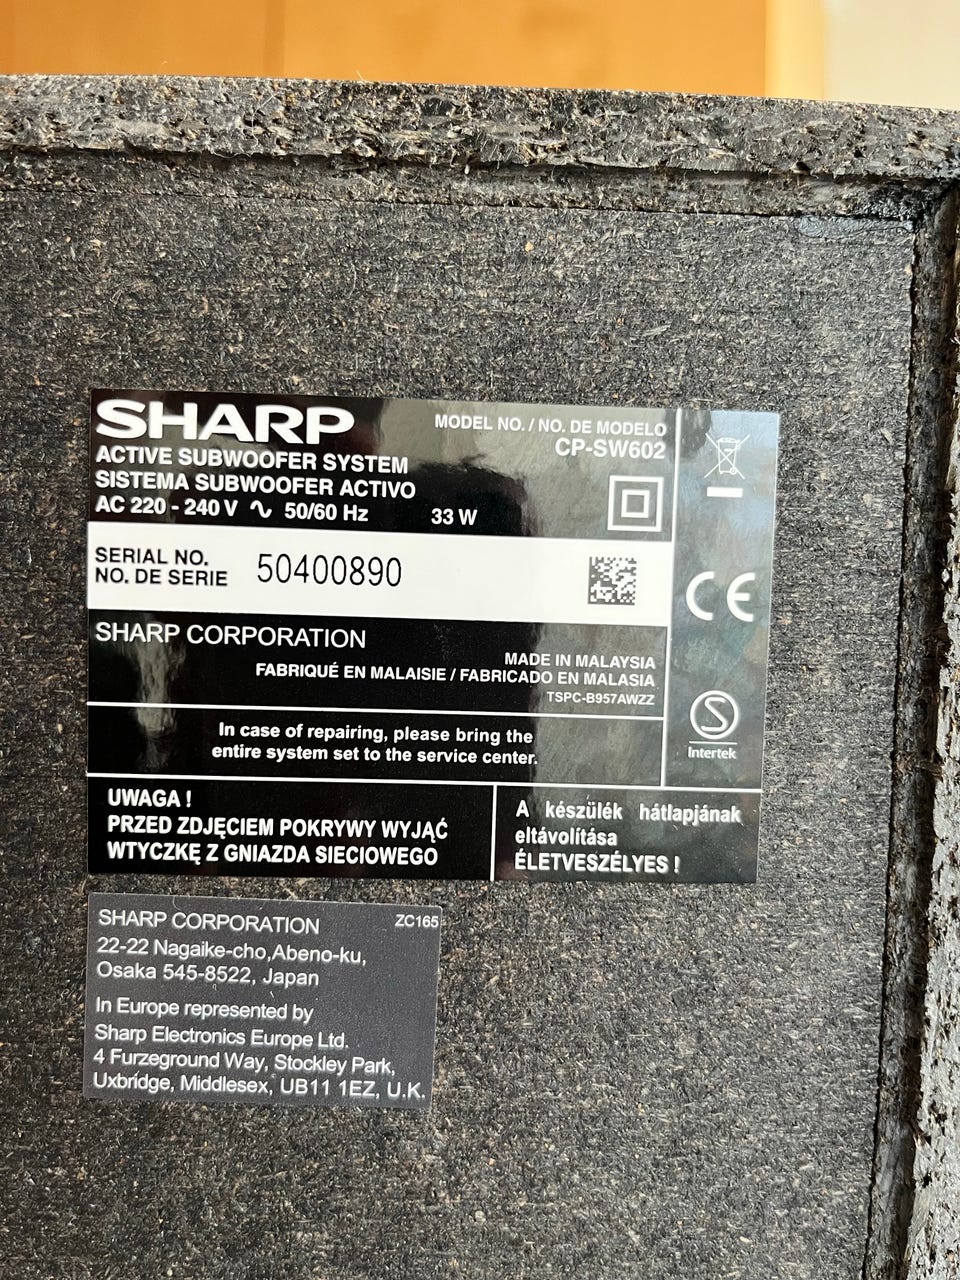 SHARP
MODEL NO. / NO. DE MODELO
CP-SW602
ACTIVE SUBWOOFER SYSTEM
SISTEMA SUBWOOFER ACTIVO
AC 220 - 240 V ∿ 50/60 Hz 33 W
SERIAL NO.
NO. DE SERIE
50400890
CE
SHARP CORPORATION
MADE IN MALAYSIA
FABRIQUÉ EN MALAISIE / FABRICADO EN MALASIA
TSPC-B957AWZZ
S
Intertek
In case of repairing, please bring the
entire system set to the service center.
UWAGA !
PRZED ZDJĘCIEM POKRYWY WYJĄĆ
WTYCZKĘ Z GNIAZDA SIECIOWEGO
A készülék hátlapjának
eltávolítása
ÉLETVESZÉLYES !
SHARP CORPORATION ZC165
22-22 Nagaike-cho,Abeno-ku,
Osaka 545-8522, Japan
In Europe represented by
Sharp Electronics Europe Ltd.
4 Furzeground Way, Stockley Park,
Uxbridge, Middlesex, UB11 1EZ, U.K.